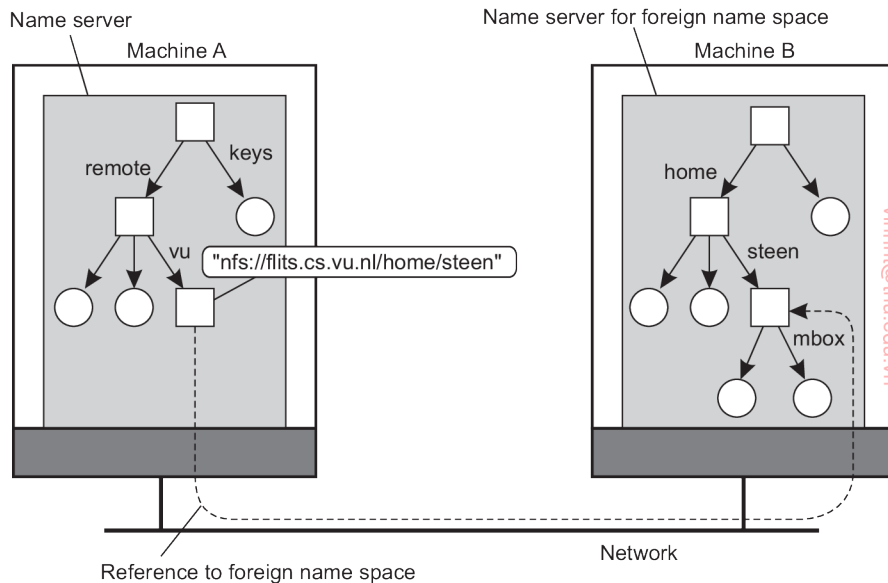 Name server
Name server for foreign name space
Machine A
Machine B
remote
keys
home
vu
"nfs://flits.cs.vu.nl/home/steen"
steen
mbox
Network
Reference to foreign name space